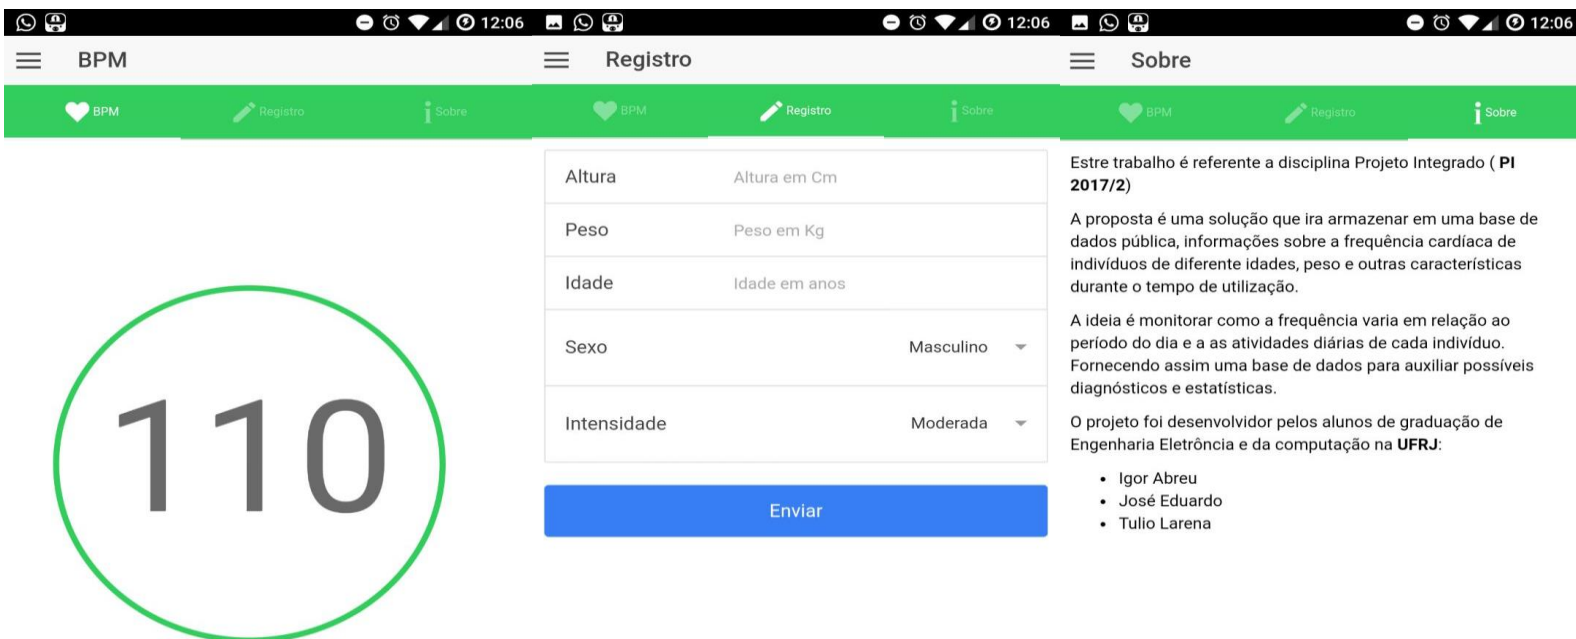 12:06
BPM
BPM Registro Sobre
110
12:06
Registro
BPM Registro Sobre
Altura Altura em Cm
Peso Peso em Kg
Idade Idade em anos
Sexo Masculino
Intensidade Moderada
Enviar
12:06
Sobre
BPM Registro Sobre
Estre trabalho é referente a disciplina Projeto Integrado ( PI
2017/2)
A proposta é uma solução que ira armazenar em uma base de
dados pública, informações sobre a frequência cardíaca de
indivíduos de diferente idades, peso e outras características
durante o tempo de utilização.
A ideia é monitorar como a frequência varia em relação ao
período do dia e a as atividades diárias de cada indivíduo.
Fornecendo assim uma base de dados para auxiliar possíveis
diagnósticos e estatísticas.
O projeto foi desenvolvidor pelos alunos de graduação de
Engenharia Eletrôncia e da computação na UFRJ:
• Igor Abreu
• José Eduardo
• Tulio Larena